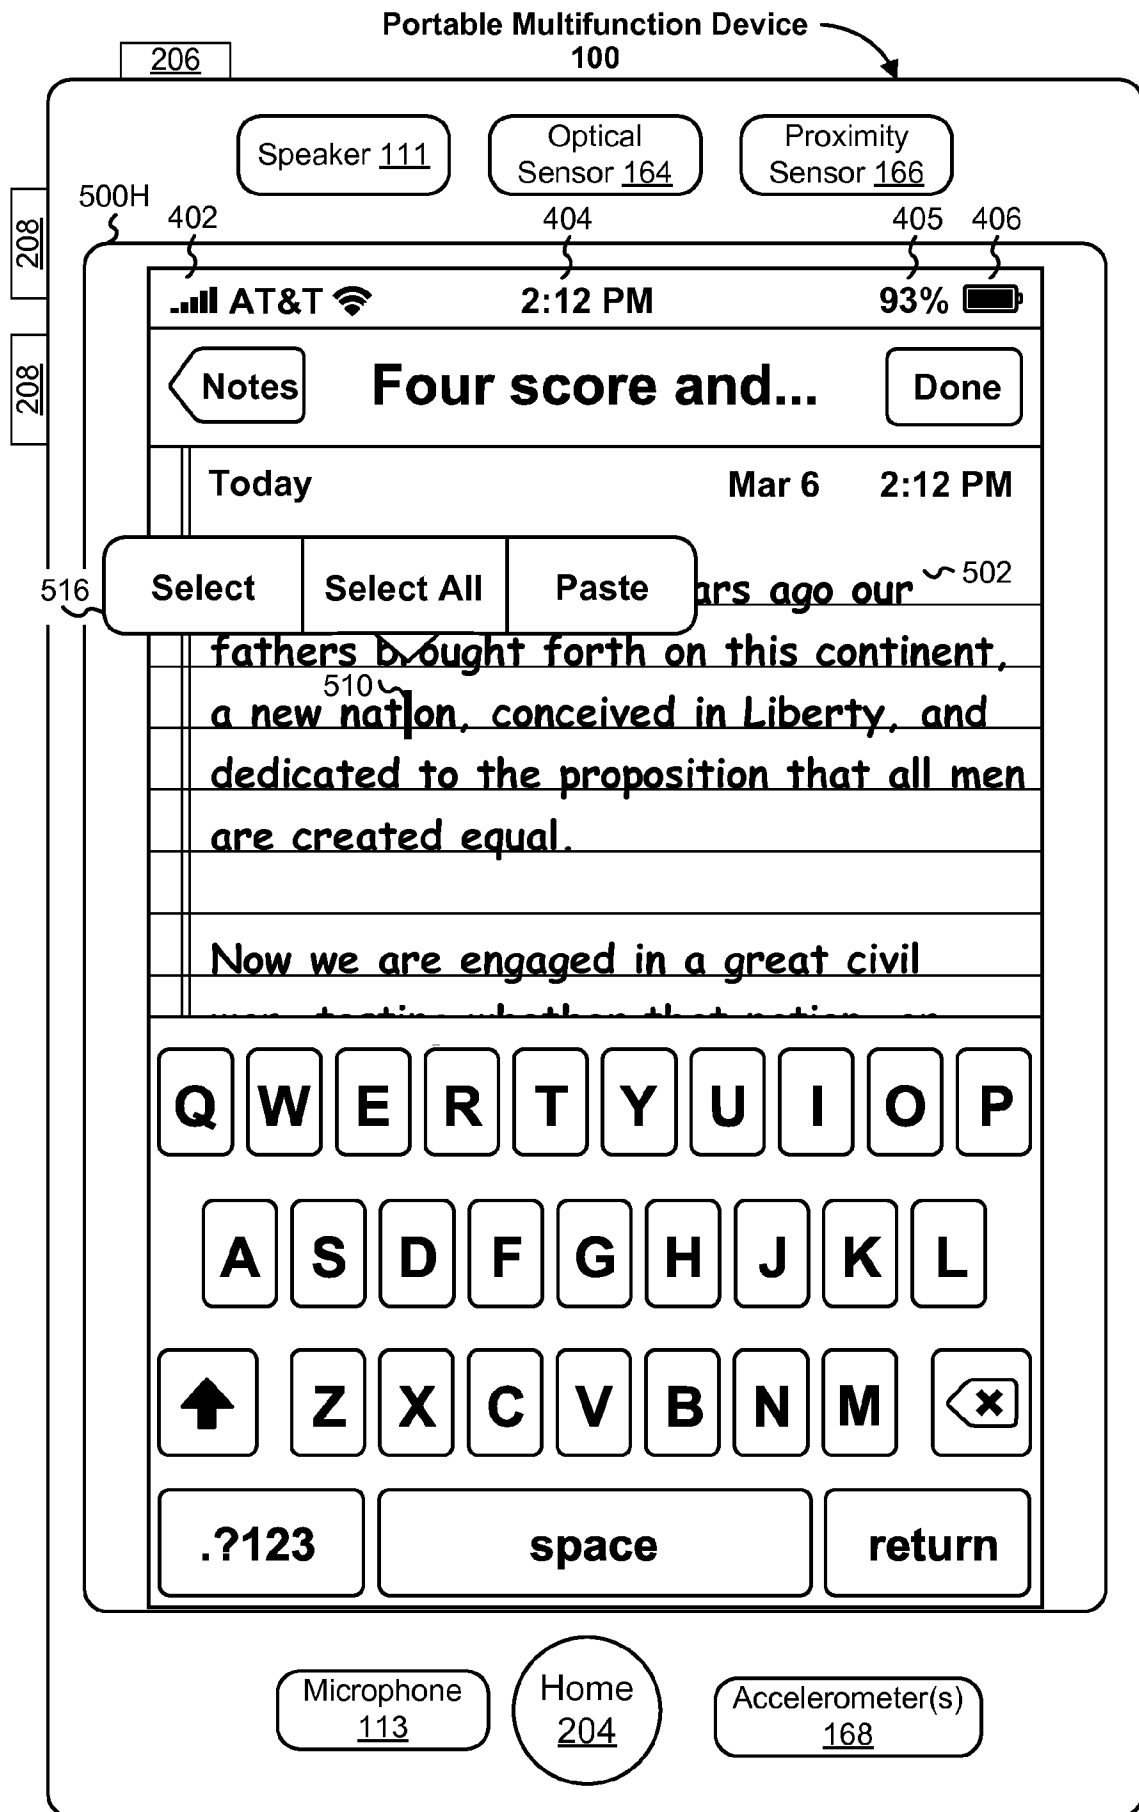 Portable Multifunction Device
100
206
Speaker 111
Optical
Sensor 164
Proximity
Sensor 166
208
208
500H
402
404
405
406
AT&T
2:12 PM
93%
Notes
Four score and...
Done
Today
Mar 6
2:12 PM
516
Select
Select All
Paste
ars ago our
502
fathers brought forth on this continent,
510
a new nation, conceived in Liberty, and
dedicated to the proposition that all men
are created equal.
Now we are engaged in a great civil
testing whether that nation,
Q W E R T Y U I O P
A S D F G H J K L
Z X C V B N M
.?123
space
return
Microphone
113
Home
204
Accelerometer(s)
168